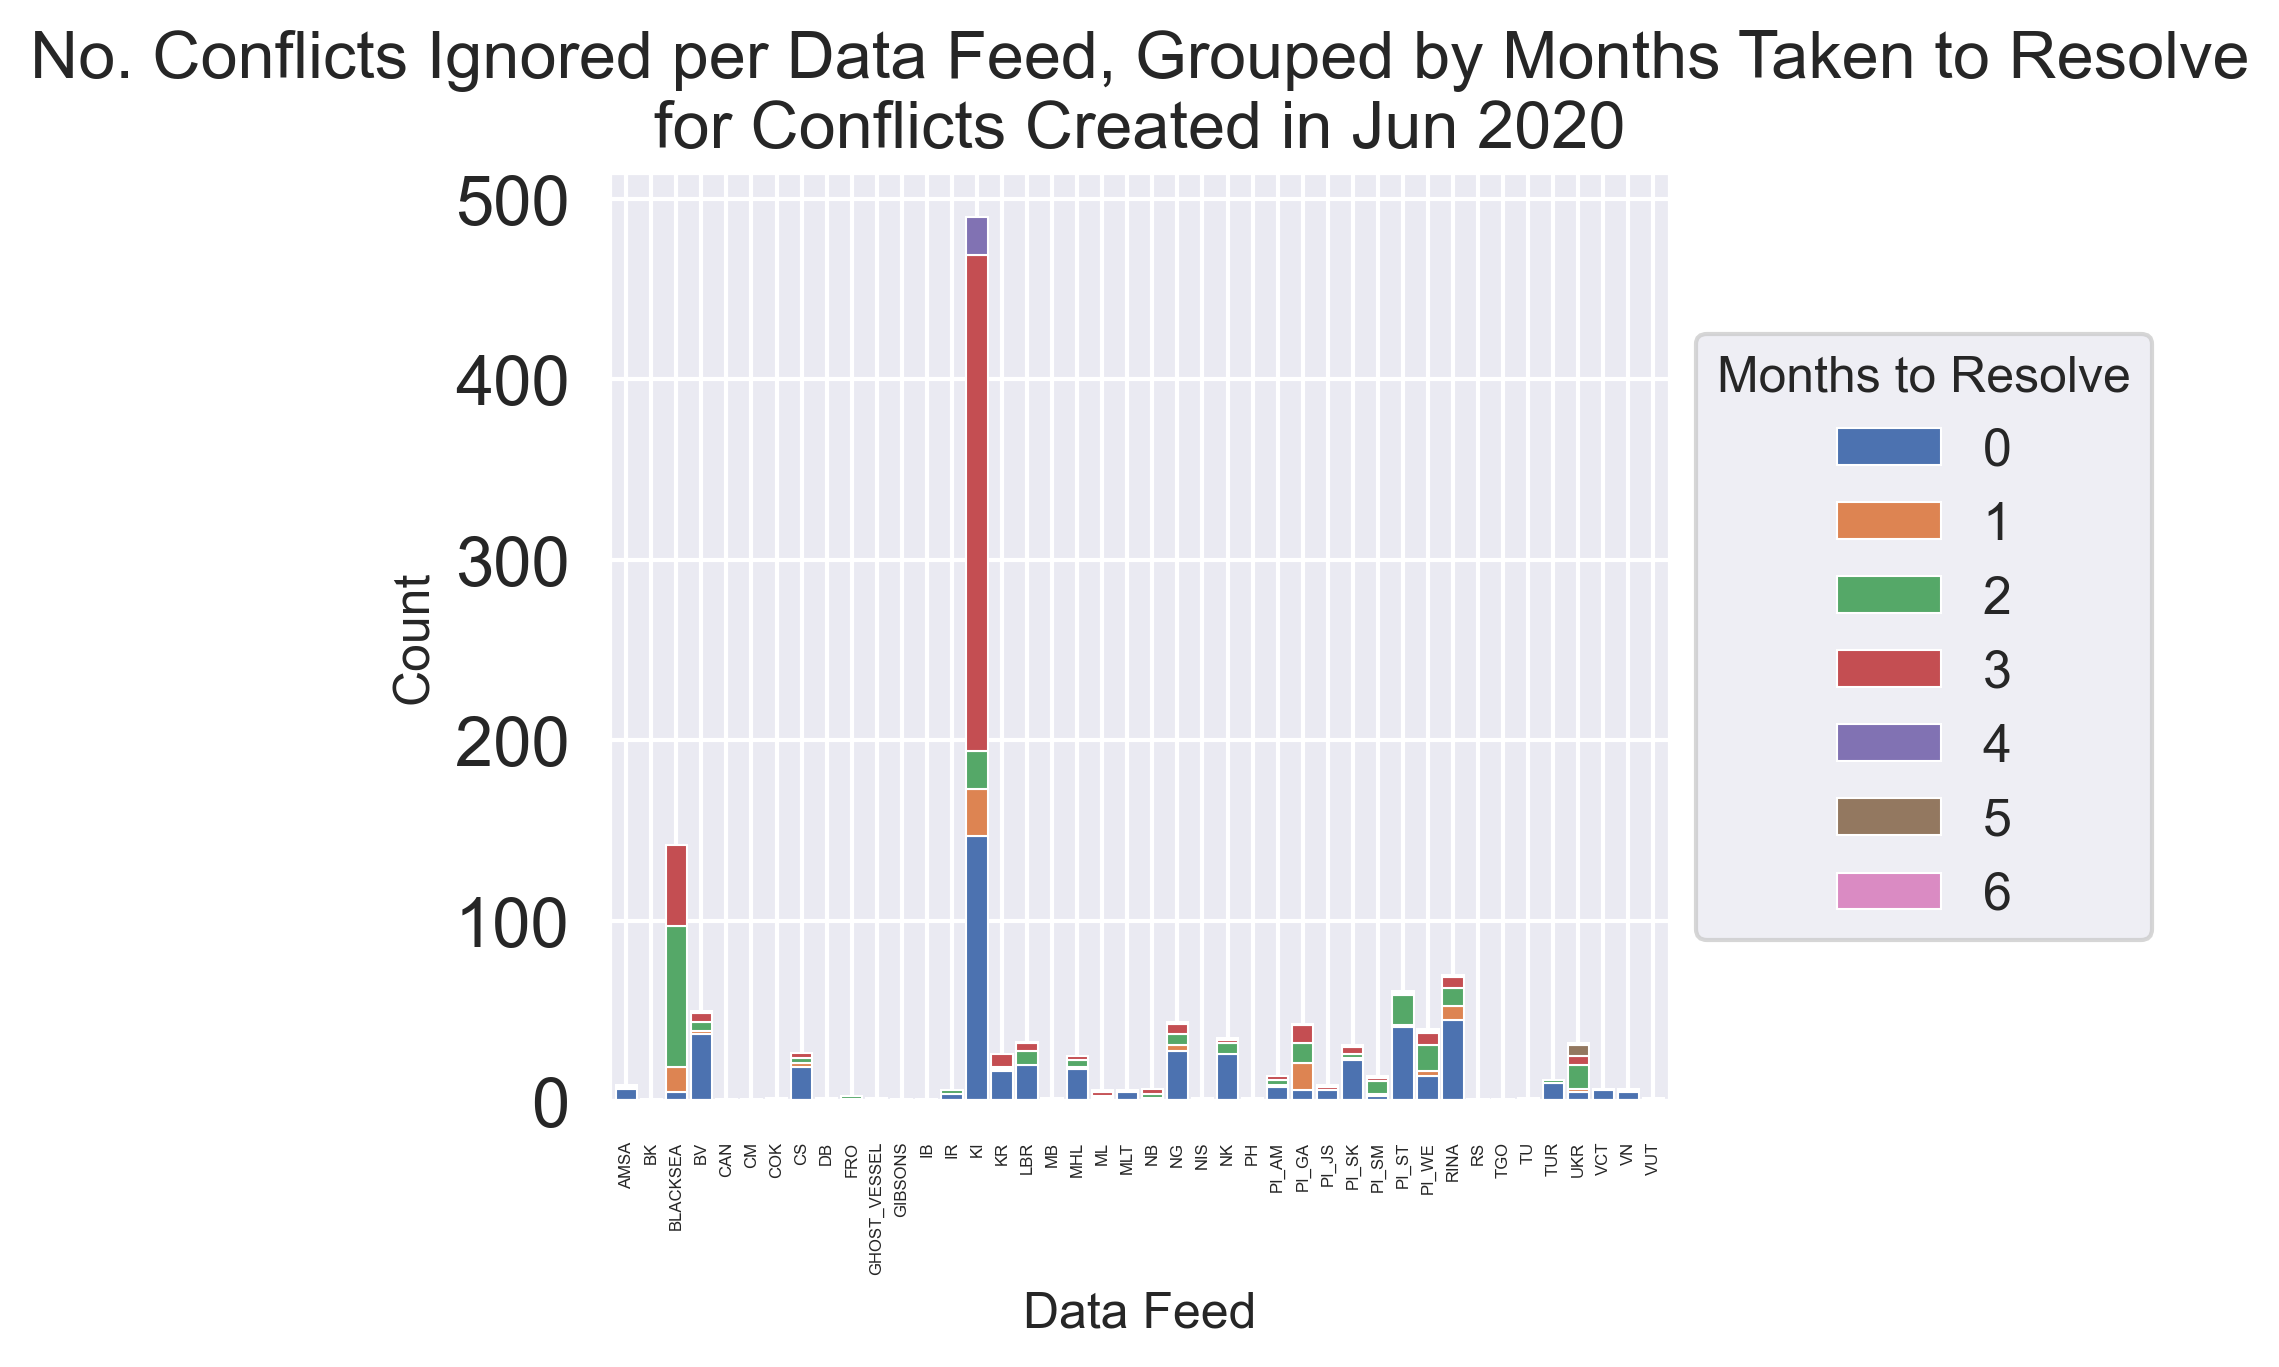 No. Conflicts Ignored per Data Feed, Grouped by Months Taken to Resolve
for Conflicts Created in Jun 2020
500
400
300
200
100
0
Count
AMSA
BK
BLACKSEA
BV
CAN
CM
COK
CS
DB
FRO
GHOST_VESSEL
GIBSONS
IB
IR
KI
KR
LBR
MB
MHL
ML
MLT
NB
NG
NIS
NK
PH
PI_AM
PI_GA
PI_JS
PI_SK
PI_SM
PI_ST
PI_WE
RINA
RS
TGO
TU
TUR
UKR
VCT
VN
VUT
Data Feed
Months to Resolve
0
1
2
3
4
5
6